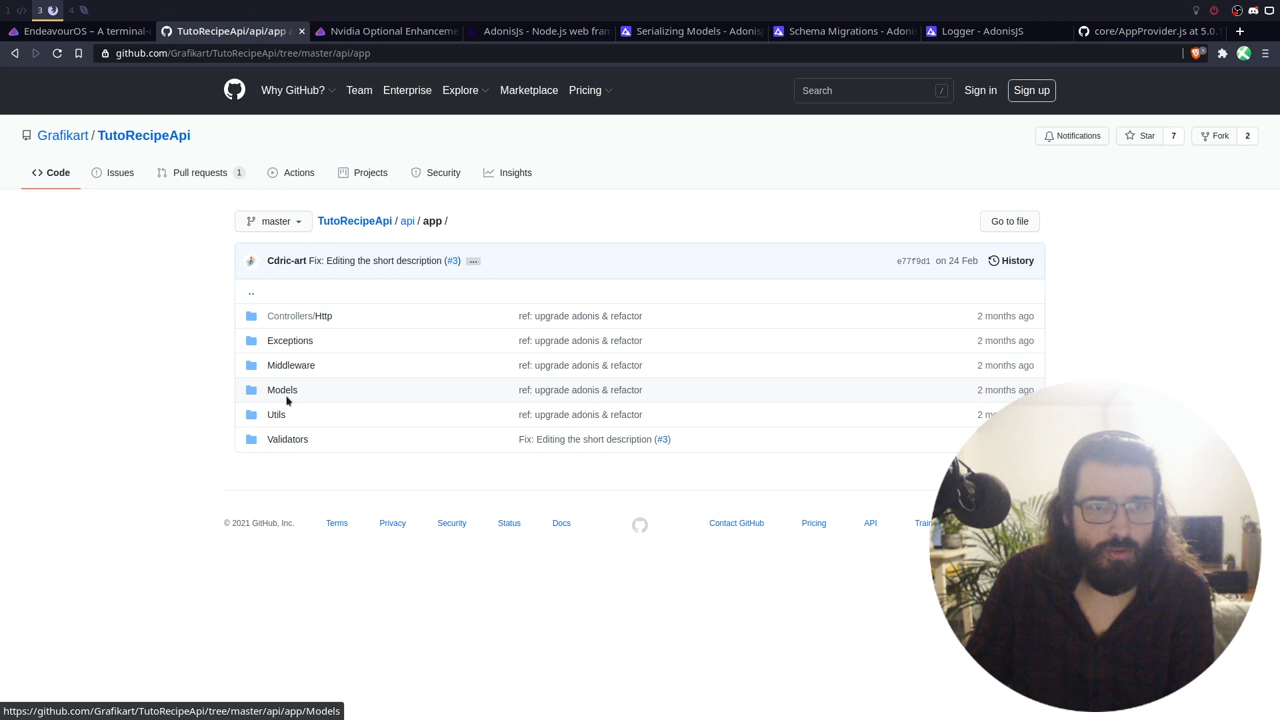 1 3 4
EndeavourOS – A terminal-c TutoRecipeApi/api/app a Nvidia Optional Enhanceme AdonisJs - Node.js web fram Serializing Models - AdonisJ Schema Migrations - Adoni Logger - AdonisJS core/AppProvider.js at 5.0.1
github.com/Grafikart/TutoRecipeApi/tree/master/api/app
Why GitHub? Team Enterprise Explore Marketplace Pricing Search / Sign in Sign up
Grafikart / TutoRecipeApi Notifications Star 7 Fork 2
Code Issues Pull requests 1 Actions Projects Security Insights
master TutoRecipeApi / api / app / Go to file
Cdric-art Fix: Editing the short description (#3) ... e77f9d1 on 24 Feb History
..
Controllers/Http ref: upgrade adonis & refactor 2 months ago
Exceptions ref: upgrade adonis & refactor 2 months ago
Middleware ref: upgrade adonis & refactor 2 months ago
Models ref: upgrade adonis & refactor 2 months ago
Utils ref: upgrade adonis & refactor 2
Validators Fix: Editing the short description (#3)
© 2021 GitHub, Inc. Terms Privacy Security Status Docs Contact GitHub Pricing API
https://github.com/Grafikart/TutoRecipeApi/tree/master/api/app/Models